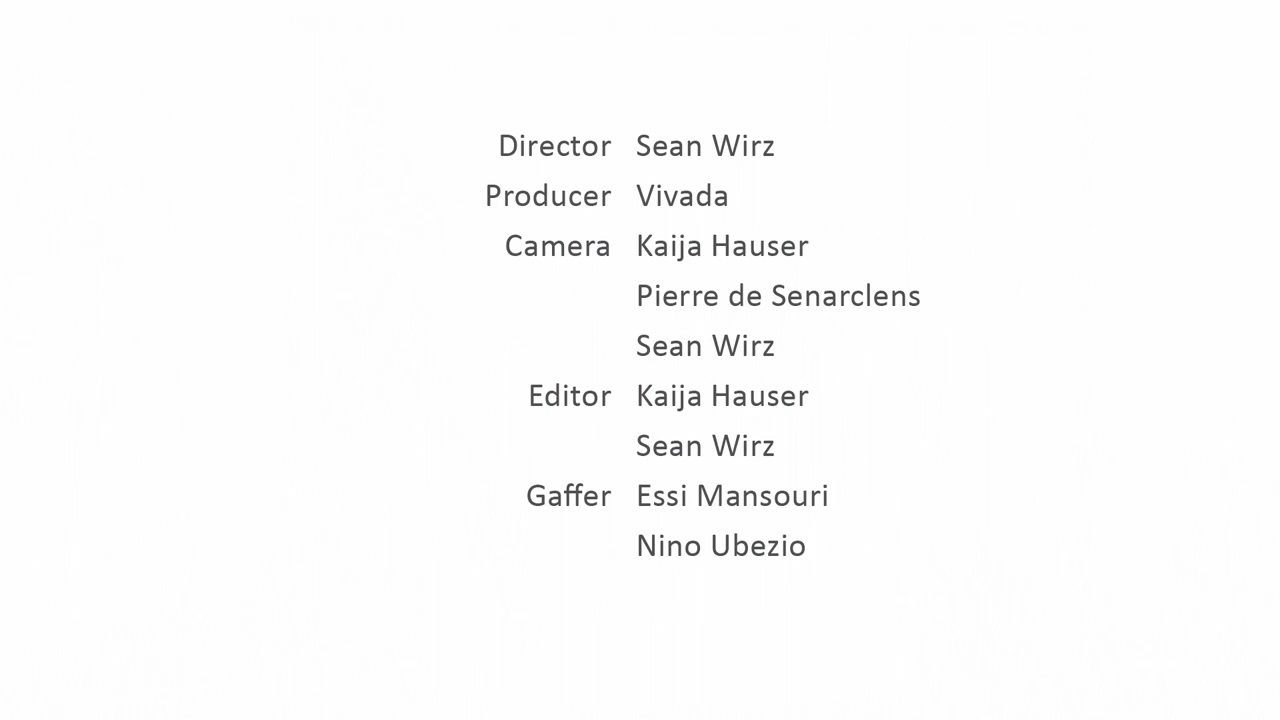 Director Sean Wirz
Producer Vivada
Camera Kaija Hauser
Pierre de Senarclens
Sean Wirz
Editor Kaija Hauser
Sean Wirz
Gaffer Essi Mansouri
Nino Ubezio